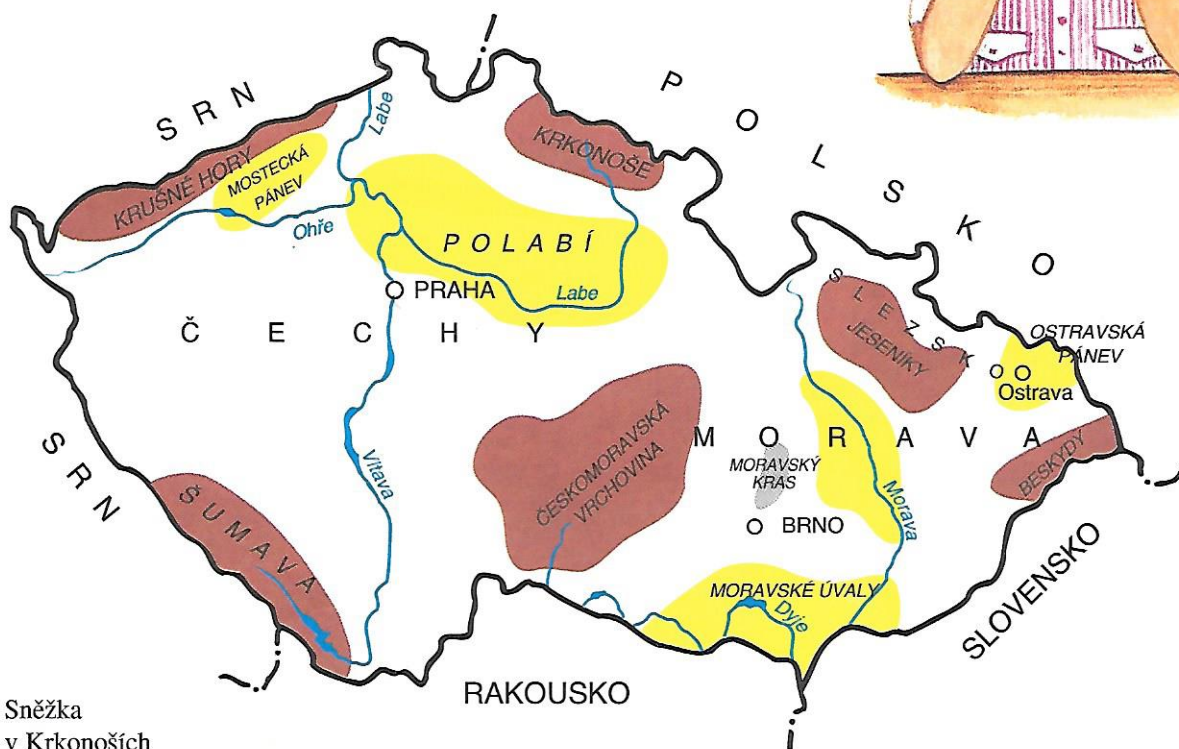 SRN
POLSKO
Labe
KRUŠNÉ HORY
MOSTECKÁ
PÁNEV
KRKONOŠE
Ohře
POLABÍ
Labe
PRAHA
ČECHY
SLEZSK
JESENÍKY
OSTRAVSKÁ
PÁNEV
Ostrava
SRN
Vltava
ŠUMAVA
ČESKOMORAVSKÁ
VRCHOVINA
MORAVA
MORAVSKÝ
KRAS
BRNO
Morava
BESKYDY
MORAVSKÉ ÚVALY
Dyje
SLOVENSKO
RAKOUSKO
Sněžka
v Krkonoších